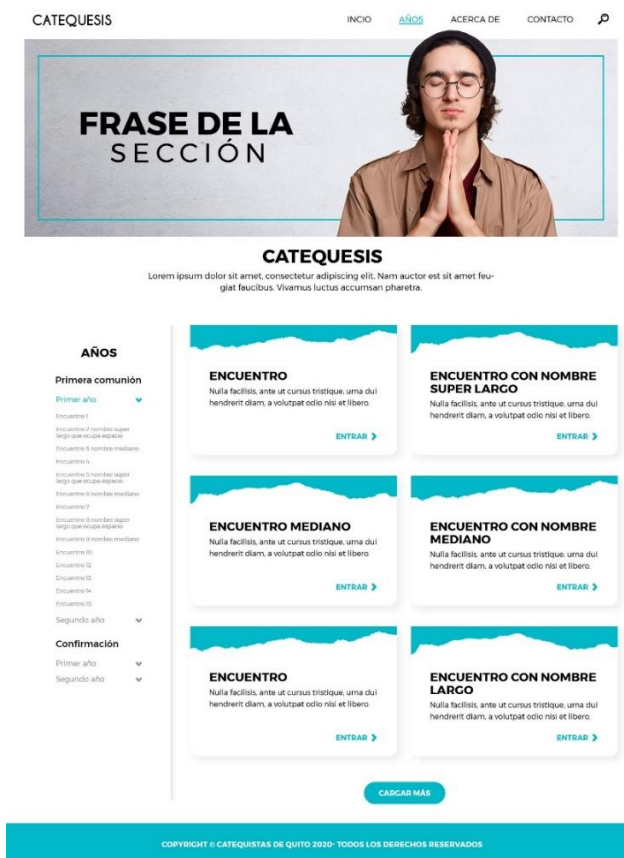 CATEQUESIS
INCIO AÑOS ACERCA DE CONTACTO
FRASE DE LA
SECCIÓN
CATEQUESIS
Lorem ipsum dolor sit amet, consectetur adipiscing elit. Nam auctor est sit amet feu-
giat faucibus. Vivamus luctus accumsan pharetra.
AÑOS
Primera comunión
Primer año
Encuentro 1
Encuentro 2 nombre super
largo que ocupa espacio
Encuentro 3 nombre mediano
Encuentro 4
Encuentro 5 nombre super
largo que ocupa espacio
Encuentro 6 nombre mediano
Encuentro 7
Encuentro 8 nombre super
largo que ocupa espacio
Encuentro 9 nombre mediano
Encuentro 10
Encuentro 12
Encuentro 13
Encuentro 14
Encuentro 15
Segundo año
Confirmación
Primer año
Segundo año
ENCUENTRO
Nulla facilisis, ante ut cursus tristique, urna dui
hendrerit diam, a volutpat odio nisi et libero.
ENTRAR
ENCUENTRO CON NOMBRE
SUPER LARGO
Nulla facilisis, ante ut cursus tristique, urna dui
hendrerit diam, a volutpat odio nisi et libero.
ENTRAR
ENCUENTRO MEDIANO
Nulla facilisis, ante ut cursus tristique, urna dui
hendrerit diam, a volutpat odio nisi et libero.
ENTRAR
ENCUENTRO CON NOMBRE
MEDIANO
Nulla facilisis, ante ut cursus tristique, urna dui
hendrerit diam, a volutpat odio nisi et libero.
ENTRAR
ENCUENTRO
Nulla facilisis, ante ut cursus tristique, urna dui
hendrerit diam, a volutpat odio nisi et libero.
ENTRAR
ENCUENTRO CON NOMBRE
LARGO
Nulla facilisis, ante ut cursus tristique, urna dui
hendrerit diam, a volutpat odio nisi et libero.
ENTRAR
CARGAR MÁS
COPYRIGHT © CATEQUISTAS DE QUITO 2020- TODOS LOS DERECHOS RESERVADOS